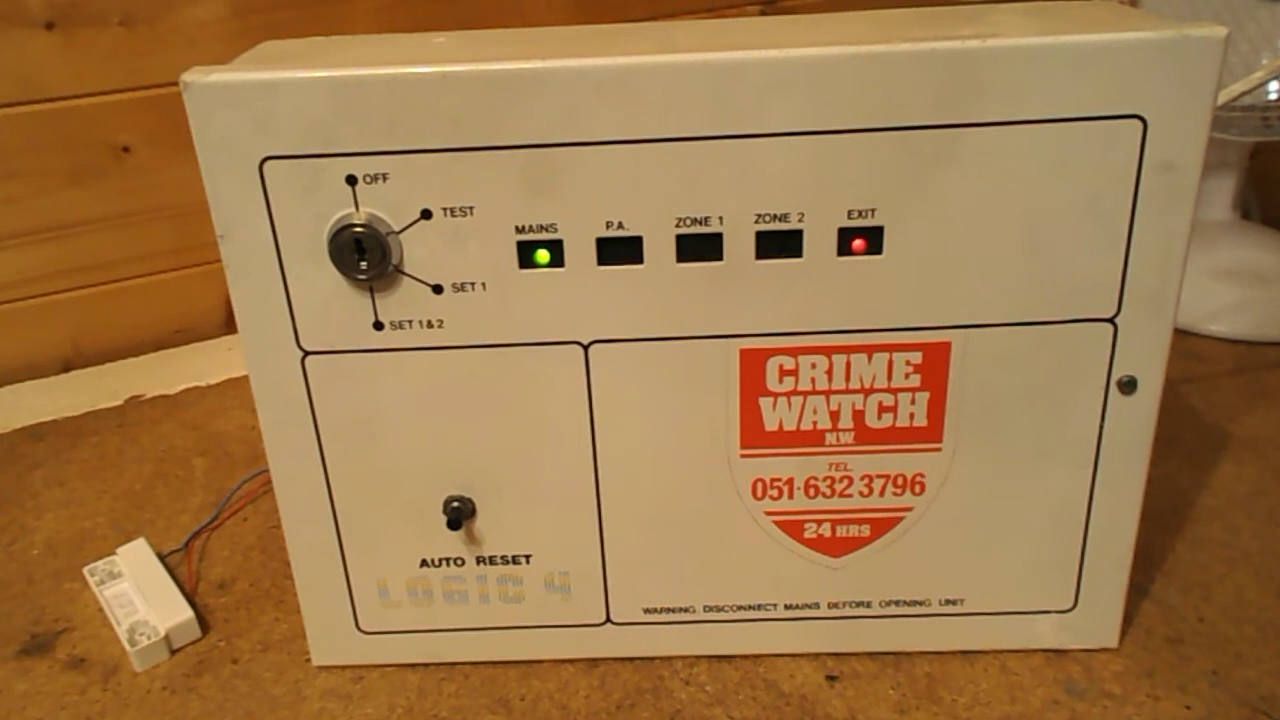 OFF
TEST
SET 1
SET 1&2
MAINS
P.A.
ZONE 1
ZONE 2
EXIT
AUTO RESET
LOGIC 4
CRIME
WATCH
N.W.
TEL.
051·632 3796
24 HRS
WARNING. DISCONNECT MAINS BEFORE OPENING UNIT